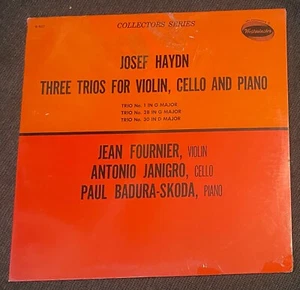 COLLECTORS SERIES
Westminster
JOSEF HAYDN
THREE TRIOS FOR VIOLIN, CELLO AND PIANO
TRIO No. 1 IN G MAJOR
TRIO No. 28 IN G MAJOR
TRIO No. 30 IN D MAJOR
JEAN FOURNIER, VIOLIN
ANTONIO JANIGRO, CELLO
PAUL BADURA-SKODA, PIANO